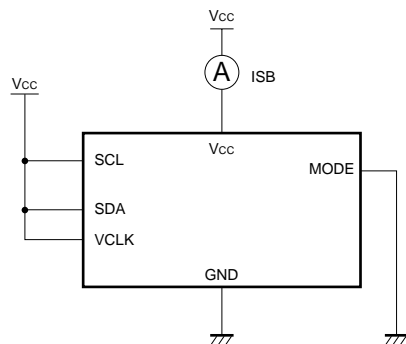 Vcc
A ISB
Vcc
Vcc
SCL
MODE
SDA
VCLK
GND